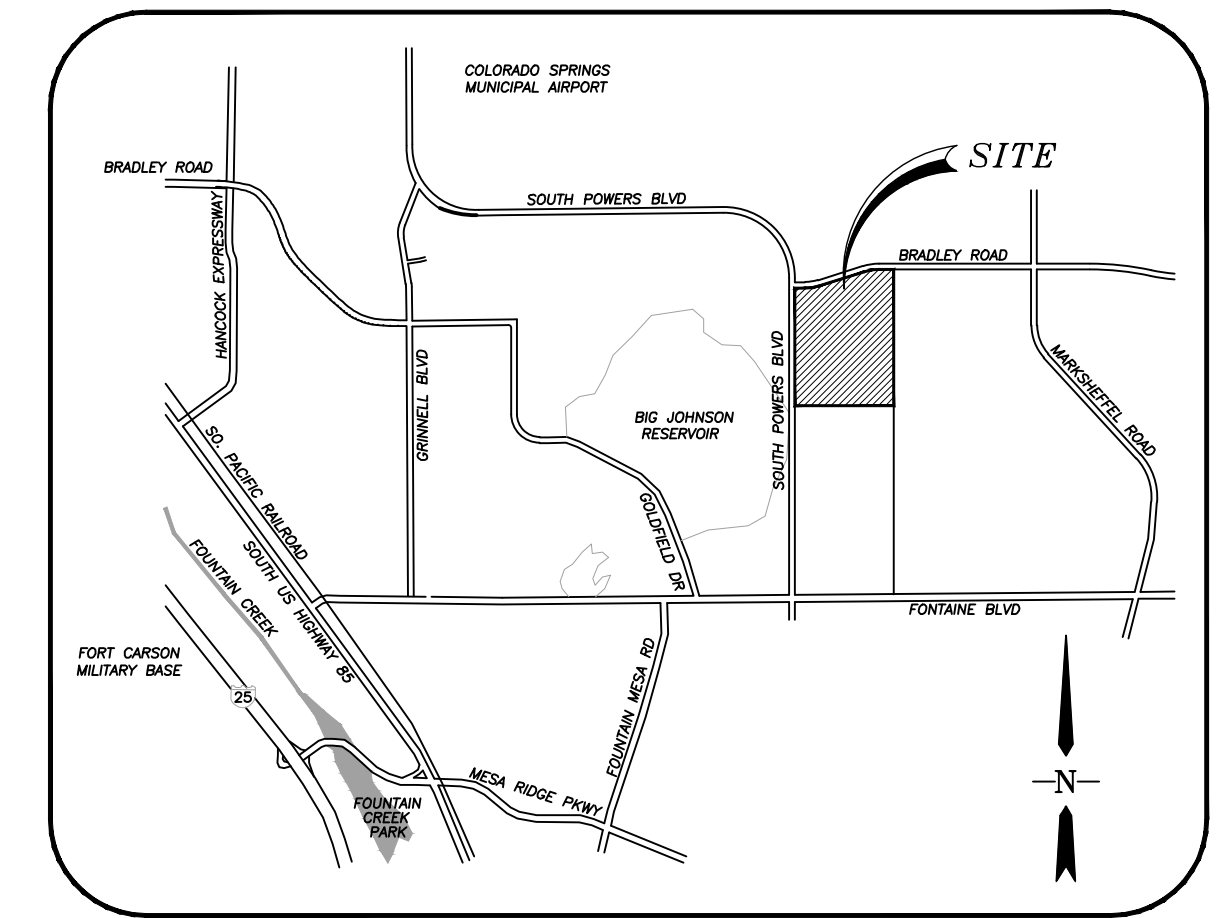 COLORADO SPRINGS
MUNICIPAL AIRPORT
SITE
BRADLEY ROAD
SOUTH POWERS BLVD
BRADLEY ROAD
HANCOCK EXPRESSWAY
GRINNELL BLVD
SOUTH POWERS BLVD
MARKSHEFFEL ROAD
BIG JOHNSON
RESERVOIR
SO. PACIFIC RAILROAD
GOLDFIELD DR
FOUNTAIN CREEK
SOUTH US HIGHWAY 85
FONTAINE BLVD
FORT CARSON
MILITARY BASE
25
FOUNTAIN MESA RD
MESA RIDGE PKWY
N
FOUNTAIN
CREEK
PARK